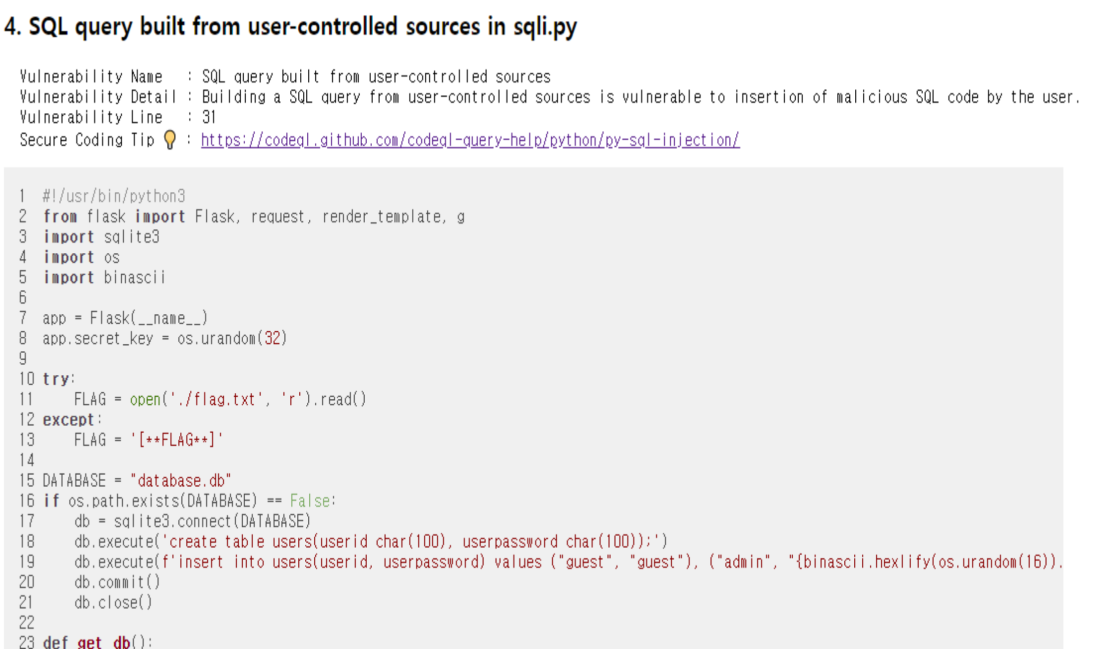 4. SQL query built from user-controlled sources in sqli.py
Vulnerability Name : SQL query built from user-controlled sources
Vulnerability Detail : Building a SQL query from user-controlled sources is vulnerable to insertion of malicious SQL code by the user.
Vulnerability Line : 31
Secure Coding Tip 💡 : https://codeql.github.com/codeql-query-help/python/py-sql-injection/
1 #!/usr/bin/python3
2 from flask import Flask, request, render_template, g
3 import sqlite3
4 import os
5 import binascii
6
7 app = Flask(__name__)
8 app.secret_key = os.urandom(32)
9
10 try:
11     FLAG = open('./flag.txt', 'r').read()
12 except:
13     FLAG = '[**FLAG**]'
14
15 DATABASE = "database.db"
16 if os.path.exists(DATABASE) == False:
17     db = sqlite3.connect(DATABASE)
18     db.execute('create table users(userid char(100), userpassword char(100));')
19     db.execute(f'insert into users(userid, userpassword) values ("guest", "guest"), ("admin", "{binascii.hexlify(os.urandom(16)).
20     db.commit()
21     db.close()
22
23 def get_db():